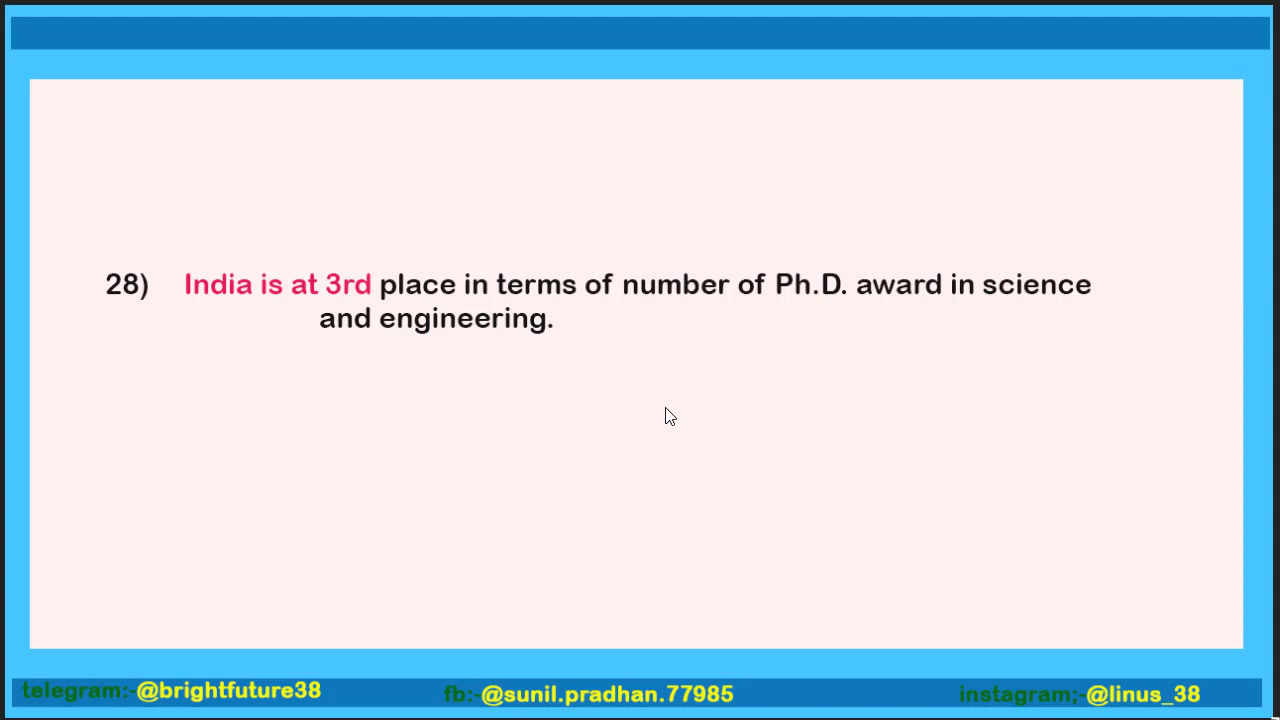 28) India is at 3rd place in terms of number of Ph.D. award in science
and engineering.
telegram:-@brightfuture38 fb:-@sunil.pradhan.77985 instagram;-@linus_38